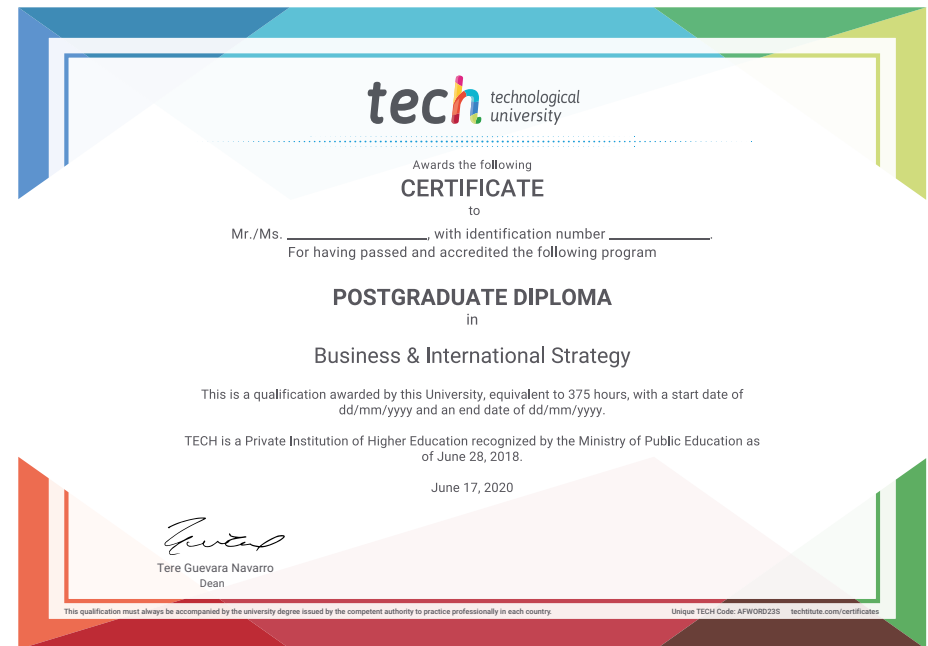 tech technological
university
Awards the following
CERTIFICATE
to
Mr./Ms. ____________________, with identification number ______________.
For having passed and accredited the following program
POSTGRADUATE DIPLOMA
in
Business & International Strategy
This is a qualification awarded by this University, equivalent to 375 hours, with a start date of
dd/mm/yyyy and an end date of dd/mm/yyyy.
TECH is a Private Institution of Higher Education recognized by the Ministry of Public Education as
of June 28, 2018.
June 17, 2020
Tere Guevara Navarro
Dean
This qualification must always be accompanied by the university degree issued by the competent authority to practice professionally in each country. Unique TECH Code: AFWORD23S techtitute.com/certificates